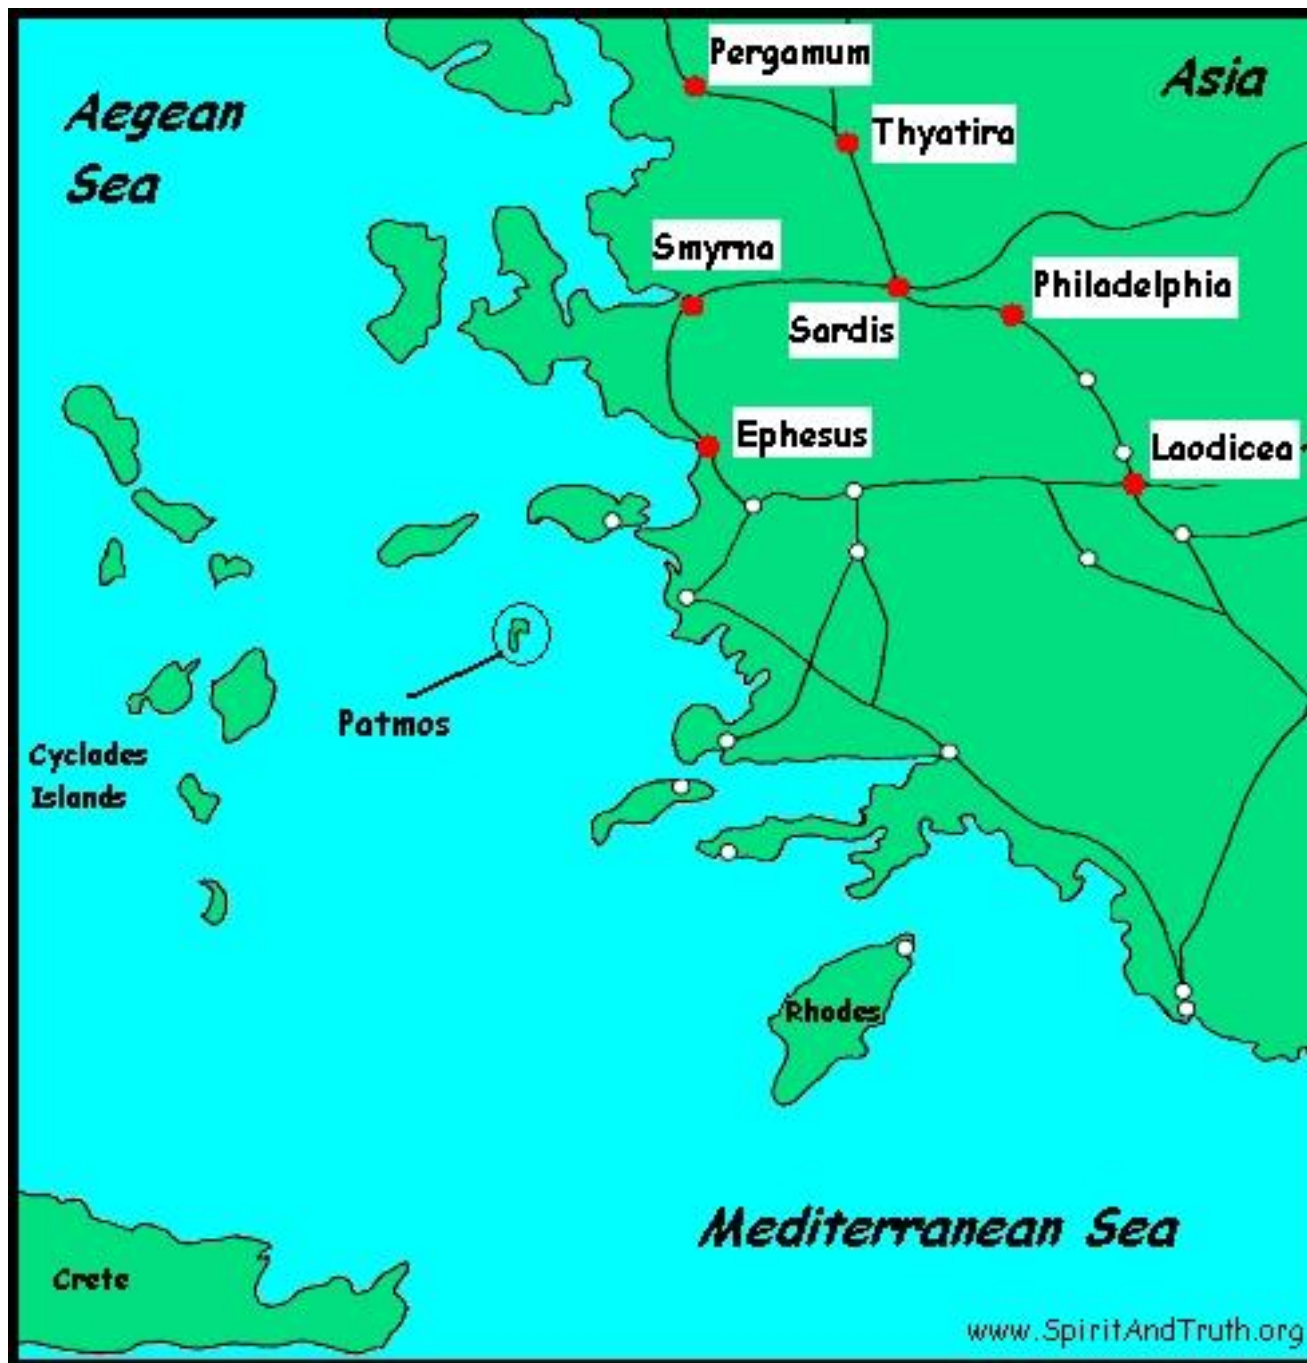 Pergamum
Asia
Aegean
Sea
Thyatira
Smyrna
Philadelphia
Sardis
Ephesus
Laodicea
Patmos
Cyclades
Islands
Rhodes
Mediterranean Sea
Crete
www.SpiritAndTruth.org